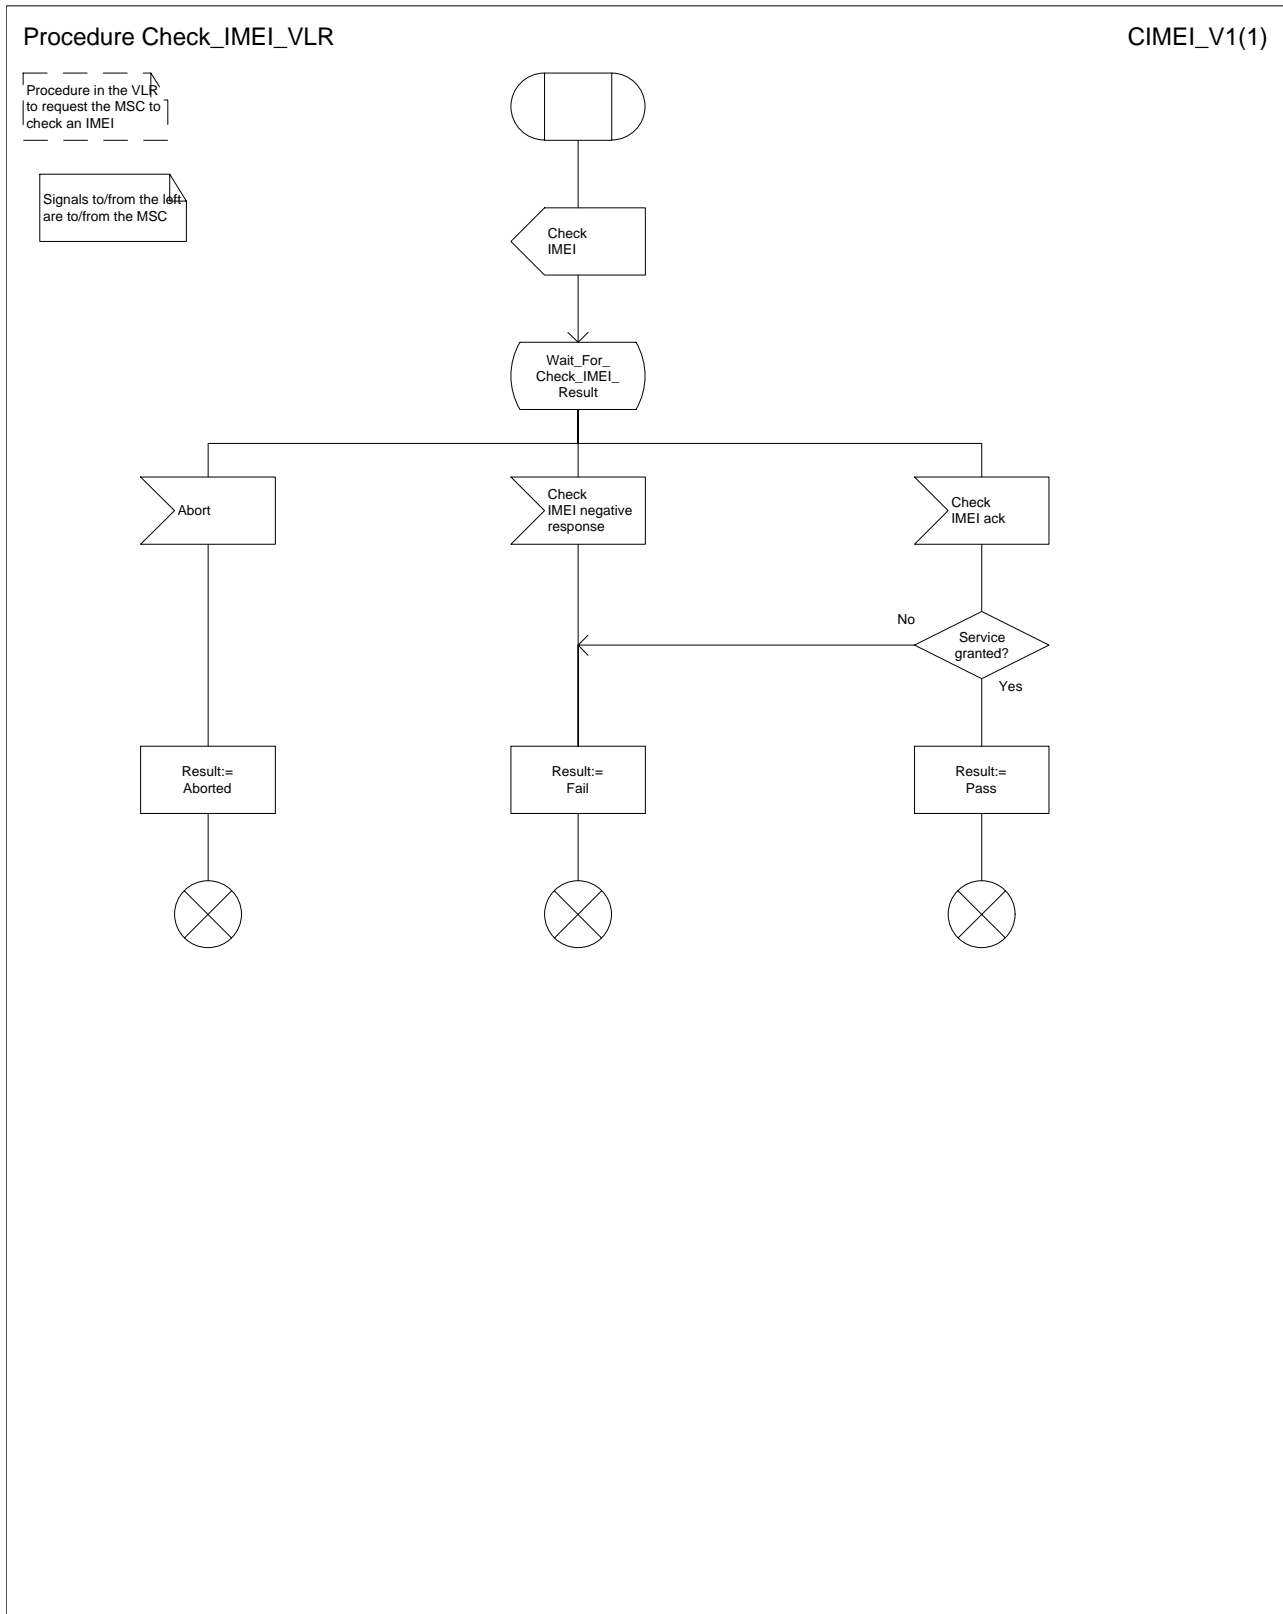 Procedure Check_IMEI_VLR
CIMEI_V1(1)
Procedure in the VLR
to request the MSC to
check an IMEI
Signals to/from the left
are to/from the MSC
Check
IMEI
Wait_For_
Check_IMEI_
Result
Abort
Check
IMEI negative
response
Check
IMEI ack
No
Service
granted?
Yes
Result:=
Aborted
Result:=
Fail
Result:=
Pass